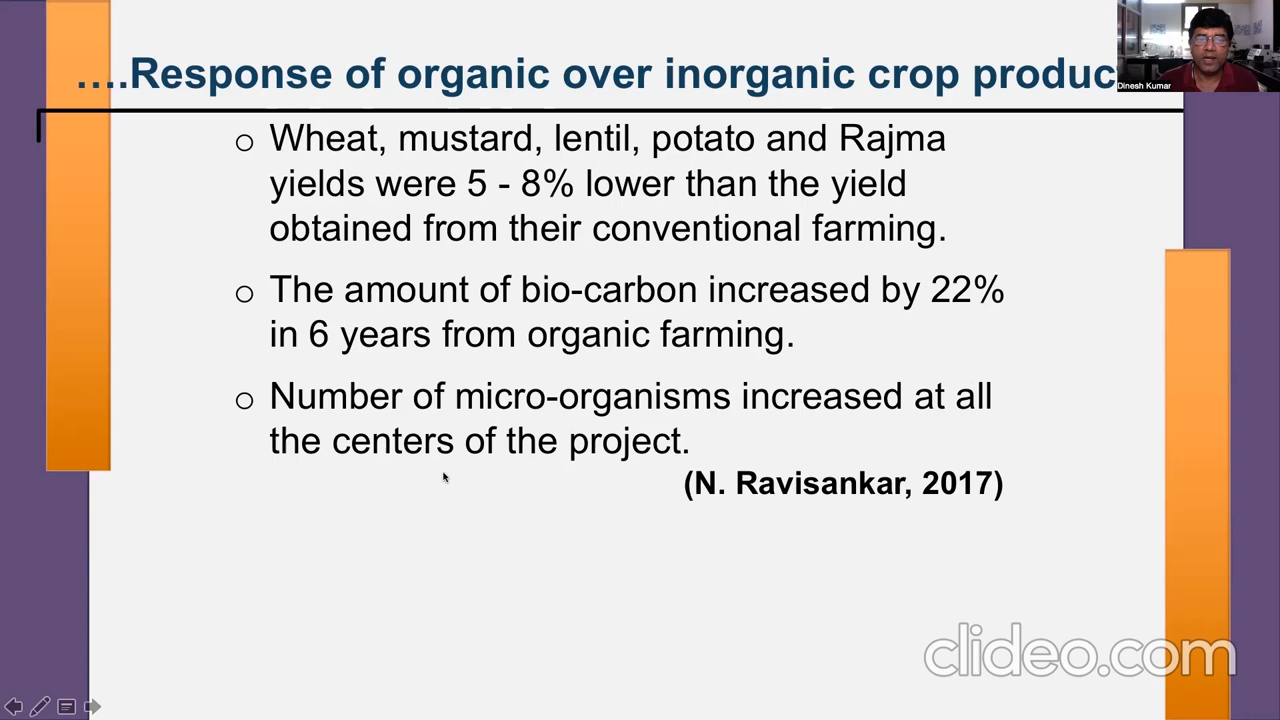 ….Response of organic over inorganic crop produc
Dinesh Kumar
o Wheat, mustard, lentil, potato and Rajma
yields were 5 - 8% lower than the yield
obtained from their conventional farming.
o The amount of bio-carbon increased by 22%
in 6 years from organic farming.
o Number of micro-organisms increased at all
the centers of the project.
(N. Ravisankar, 2017)
clideo.com